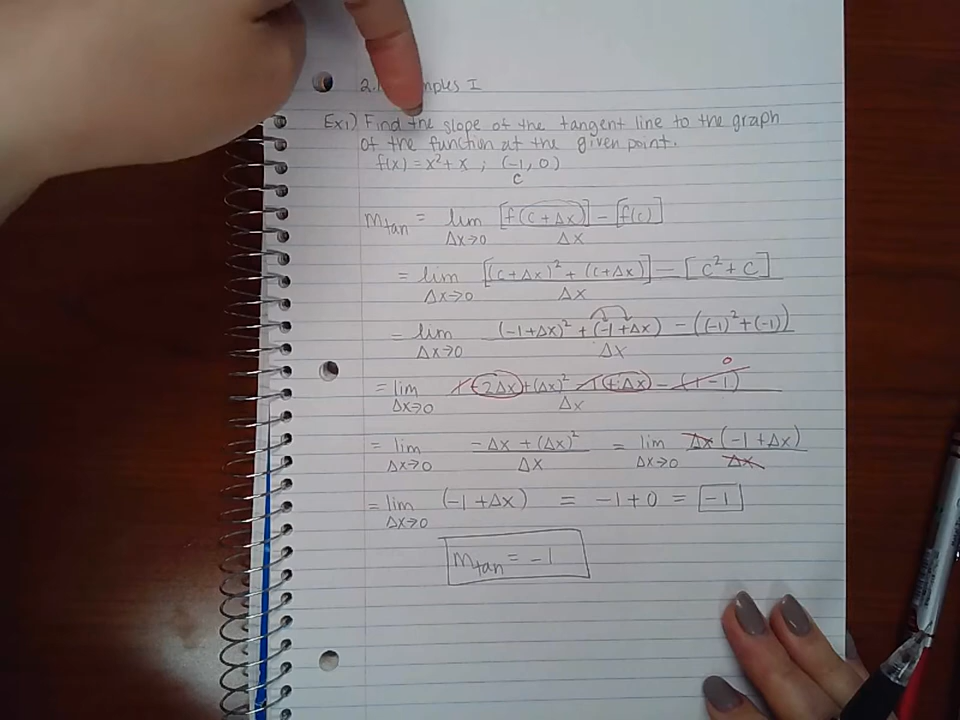 I
Ex1) Find the slope of the tangent line to the graph
of the function at the given point.
f(x) = x² + x ; (-1, 0)
c
m_tan = lim Δx→0 [f(c + Δx)] - [f(c)] / Δx
= lim Δx→0 [(c+Δx)² + (c+Δx)] - [c² + c] / Δx
= lim Δx→0 (-1+Δx)² + (-1+Δx) - ((-1)² + (-1)) / Δx
= lim Δx→0 1 - 2Δx + (Δx)² - 1 + Δx - (1 - 1) / Δx 0
= lim Δx→0 -Δx + (Δx)² / Δx = lim Δx→0 Δx(-1 + Δx) / Δx
= lim Δx→0 (-1 + Δx) = -1 + 0 = -1
m_tan = -1